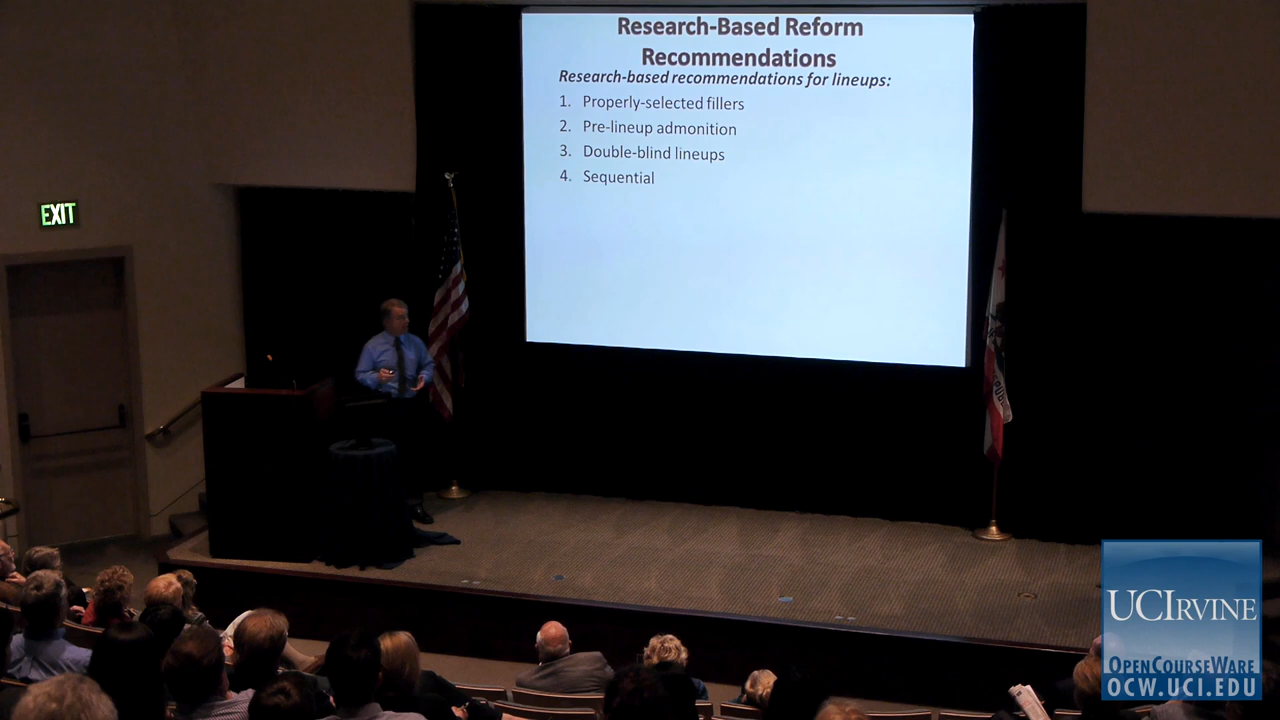 Research-Based Reform
Recommendations
Research-based recommendations for lineups:
1. Properly-selected fillers
2. Pre-lineup admonition
3. Double-blind lineups
4. Sequential
EXIT
UCIRVINE
OPENCOURSEWARE
OCW.UCI.EDU